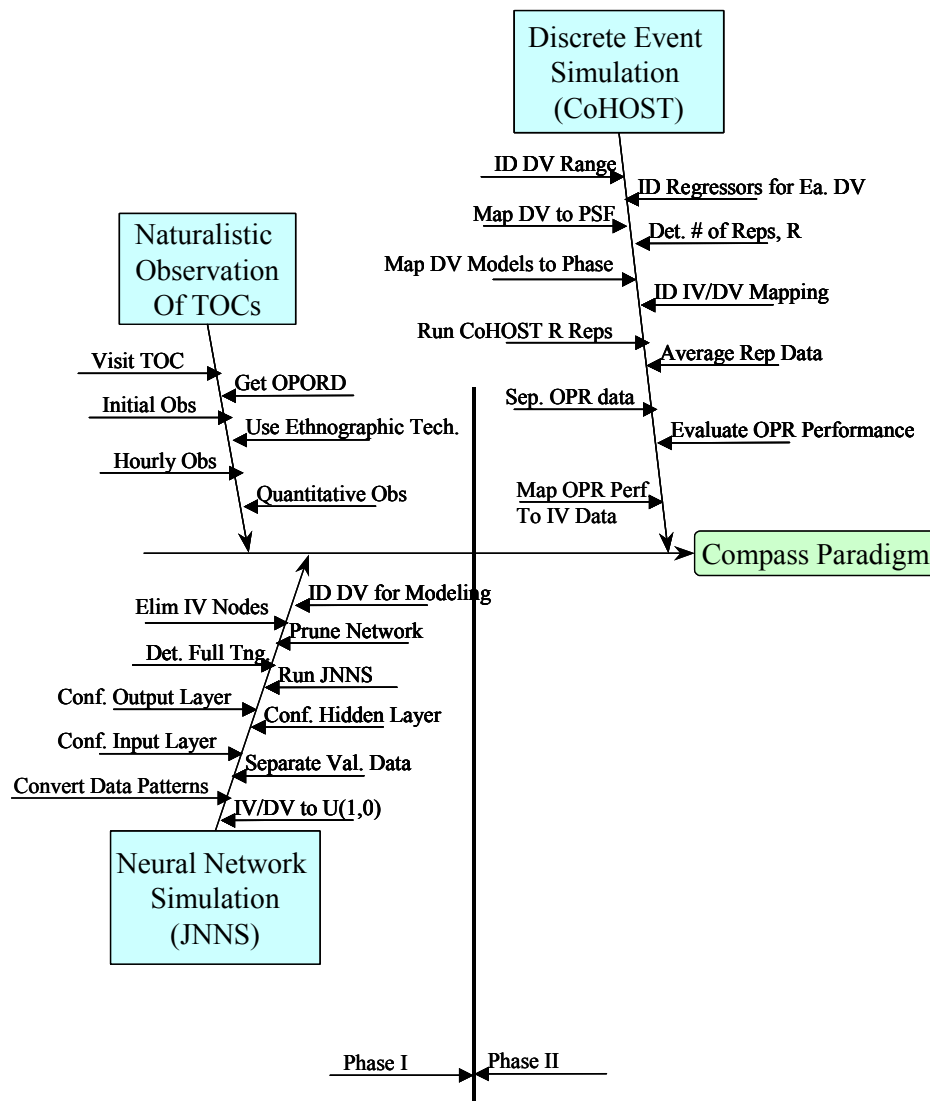 Discrete Event
Simulation
(CoHOST)
ID DV Range
ID Regressors for Ea. DV
Map DV to PSF
Det. # of Reps, R
Map DV Models to Phase
ID IV/DV Mapping
Run CoHOST R Reps
Average Rep Data
Sep. OPR data
Evaluate OPR Performance
Map OPR Perf
To IV Data
Naturalistic
Observation
Of TOCs
Visit TOC
Get OPORD
Initial Obs
Use Ethnographic Tech.
Hourly Obs
Quantitative Obs
Compass Paradigm
ID DV for Modeling
Elim IV Nodes
Prune Network
Det. Full Tng.
Run JNNS
Conf. Output Layer
Conf. Hidden Layer
Conf. Input Layer
Separate Val. Data
Convert Data Patterns
IV/DV to U(1,0)
Neural Network
Simulation
(JNNS)
Phase I
Phase II